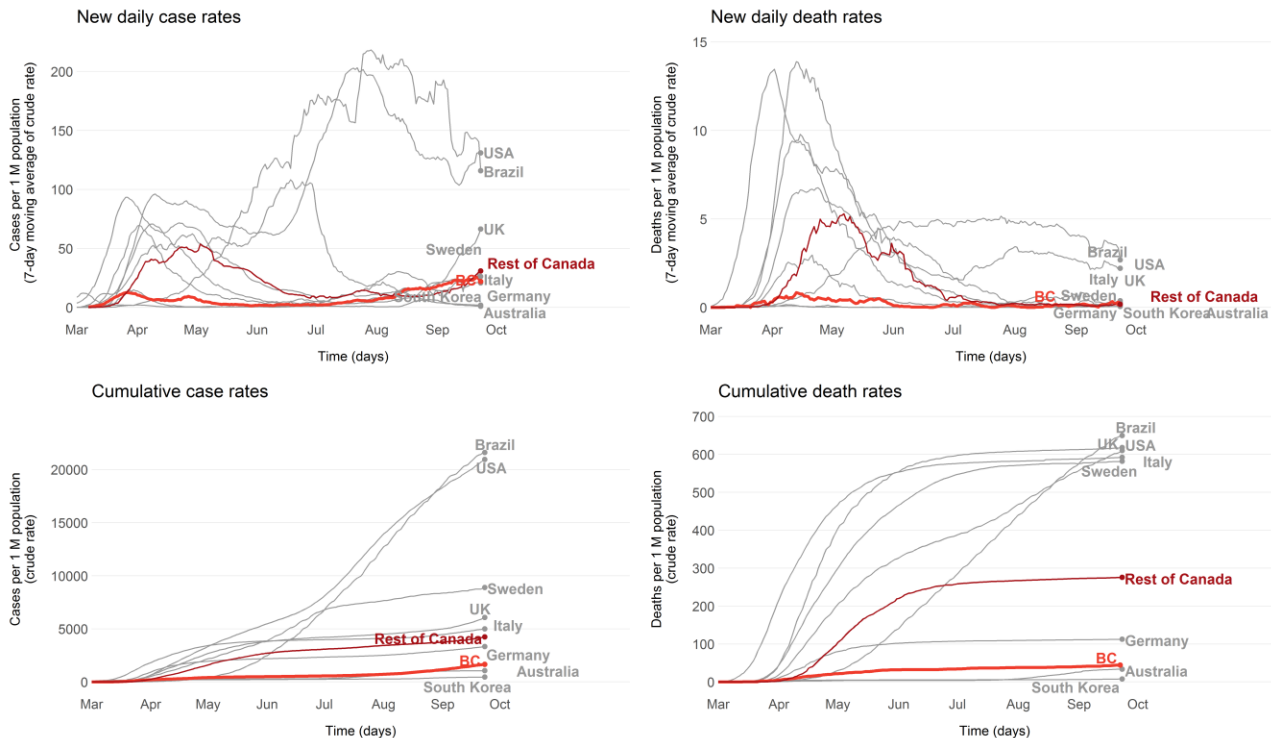 New daily case rates
Cases per 1 M population
(7-day moving average of crude rate)
200
150
100
50
0
USA
Brazil
UK
Sweden
Rest of Canada
BC
Italy
South Korea
Germany
Australia
Mar
Apr
May
Jun
Jul
Aug
Sep
Oct
Time (days)
New daily death rates
Deaths per 1 M population
(7-day moving average of crude rate)
15
10
5
0
Brazil
USA
Italy
UK
BC
Sweden
Rest of Canada
Germany
South Korea
Australia
Mar
Apr
May
Jun
Jul
Aug
Sep
Oct
Time (days)
Cumulative case rates
Cases per 1 M population
(crude rate)
20000
15000
10000
5000
0
Brazil
USA
Sweden
UK
Italy
Rest of Canada
BC
Germany
Australia
South Korea
Mar
Apr
May
Jun
Jul
Aug
Sep
Oct
Time (days)
Cumulative death rates
Deaths per 1 M population
(crude rate)
700
600
500
400
300
200
100
0
Brazil
UK
USA
Italy
Sweden
Rest of Canada
Germany
BC
Australia
South Korea
Mar
Apr
May
Jun
Jul
Aug
Sep
Oct
Time (days)